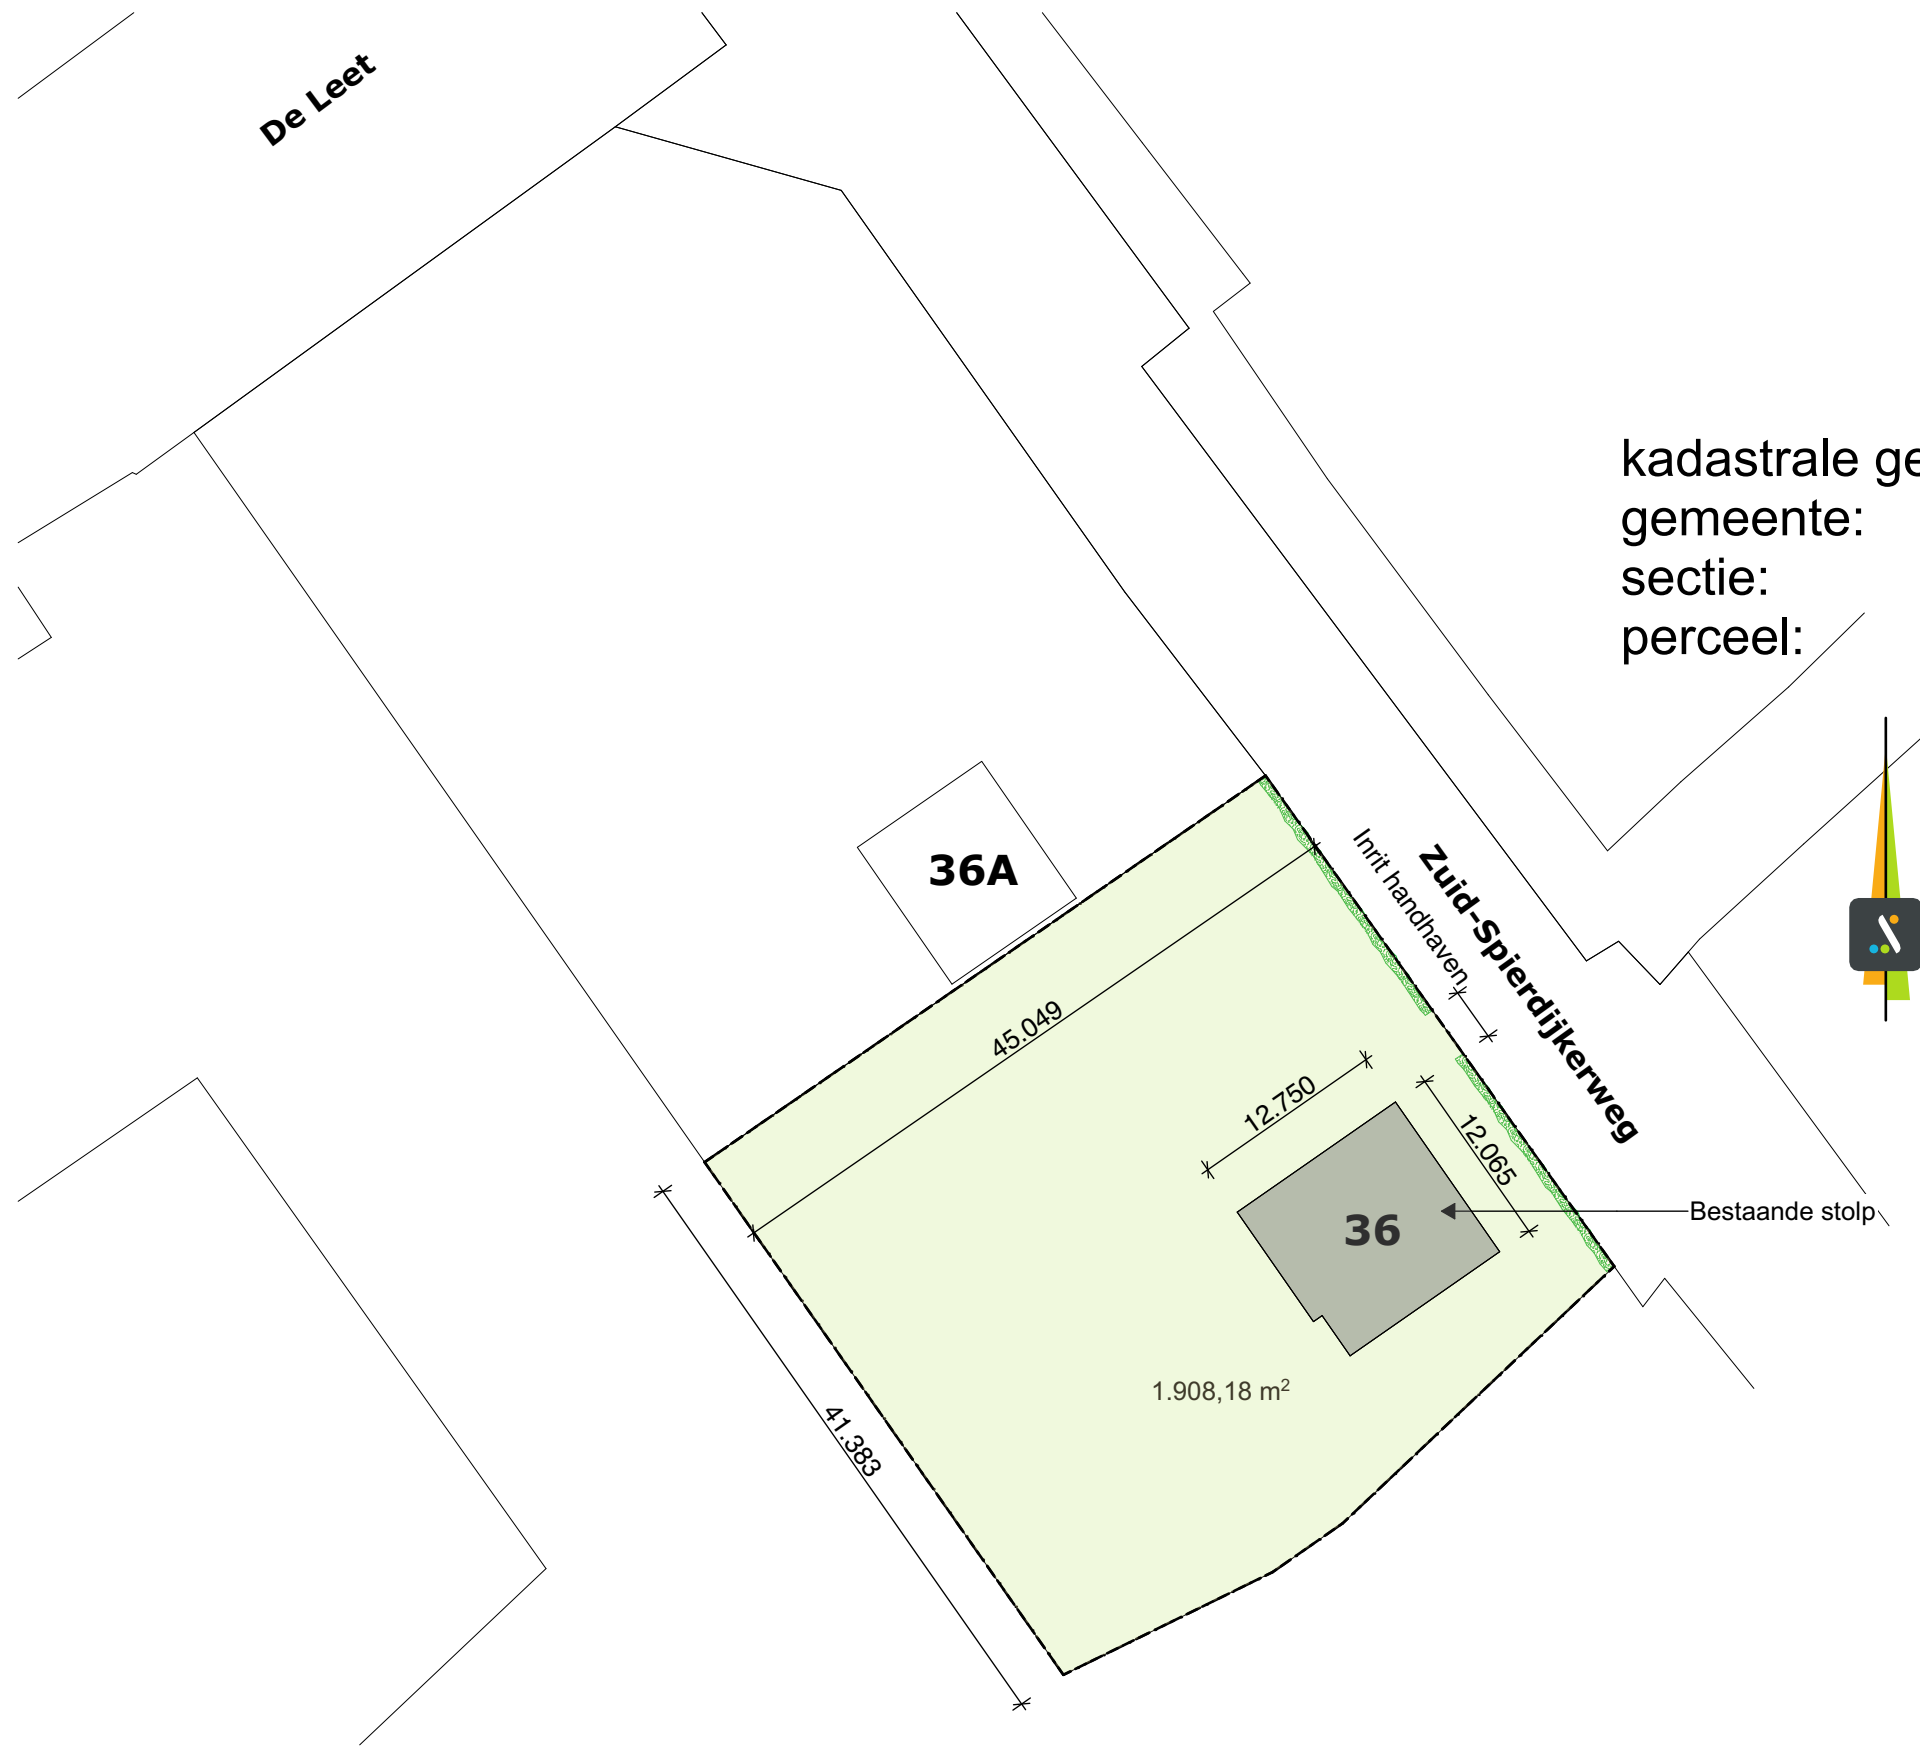 De Leet
kadastrale ge
gemeente:
sectie:
perceel:
36A
Inrit handhaven
Zuid-Spierdijkerweg
45.049
12.750
12.065
36
Bestaande stolp
1.908,18 m²
41.383